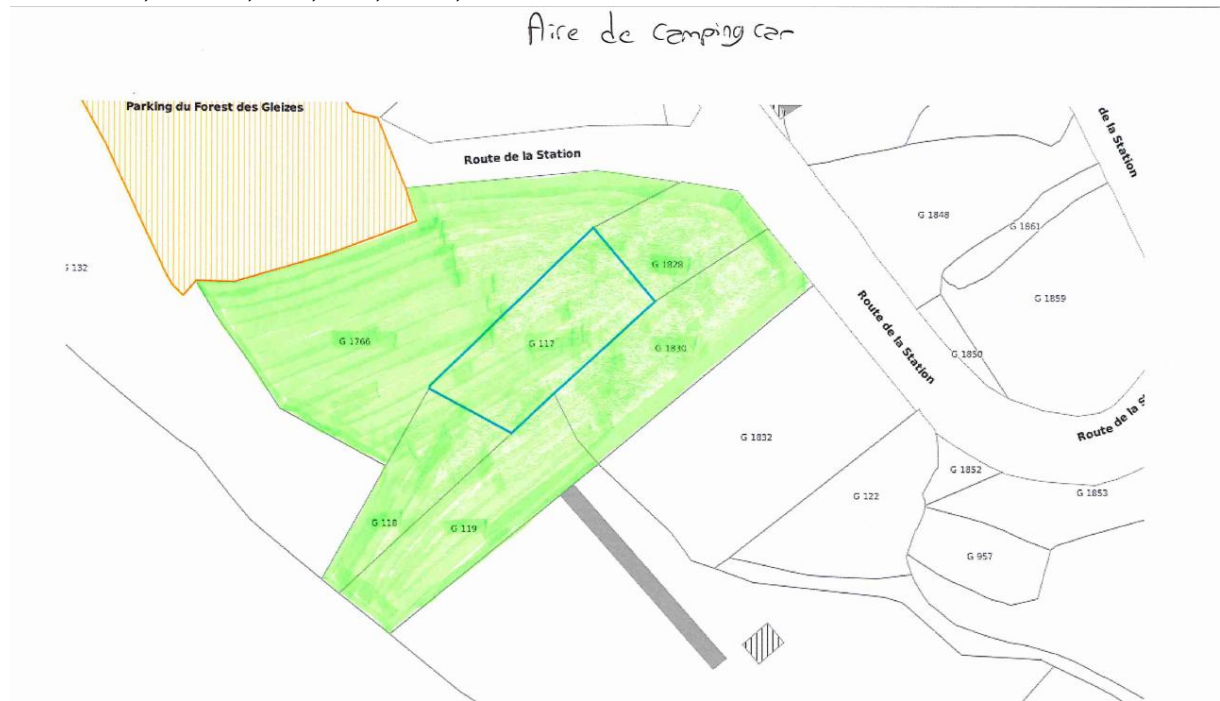 Aire de Camping car
Parking du Forest des Gleizes
Route de la Station
de la Station
G 1848
G 1861
G 132
G 1828
G 1859
Route de la Station
G 1766
G 117
G 1830
G 1850
Route de la S
G 1832
G 1852
G 122
G 1853
G 118
G 119
G 957